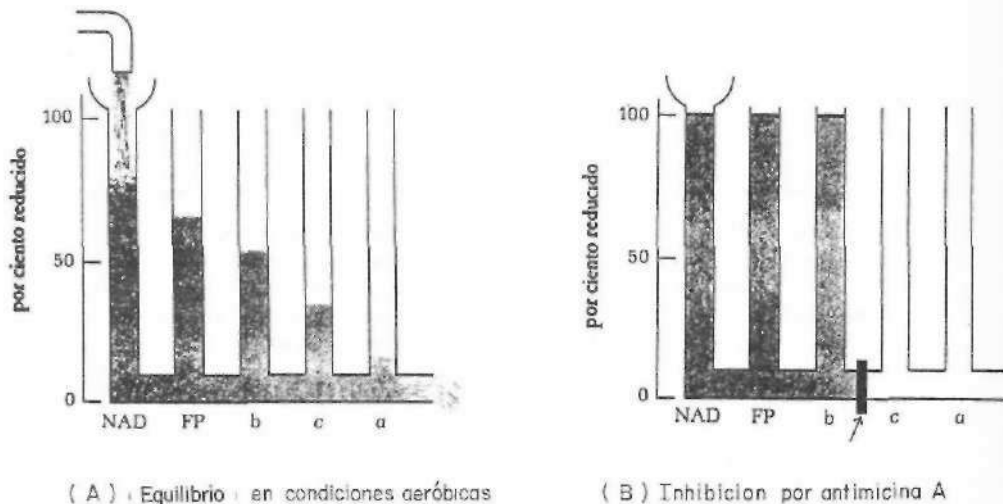 por ciento reducido
100
50
0
NAD FP b c a
( A ) Equilibrio en condiciones aeróbicas
por ciento reducido
100
50
0
NAD FP b c a
( B ) Inhibicion por antimicina A